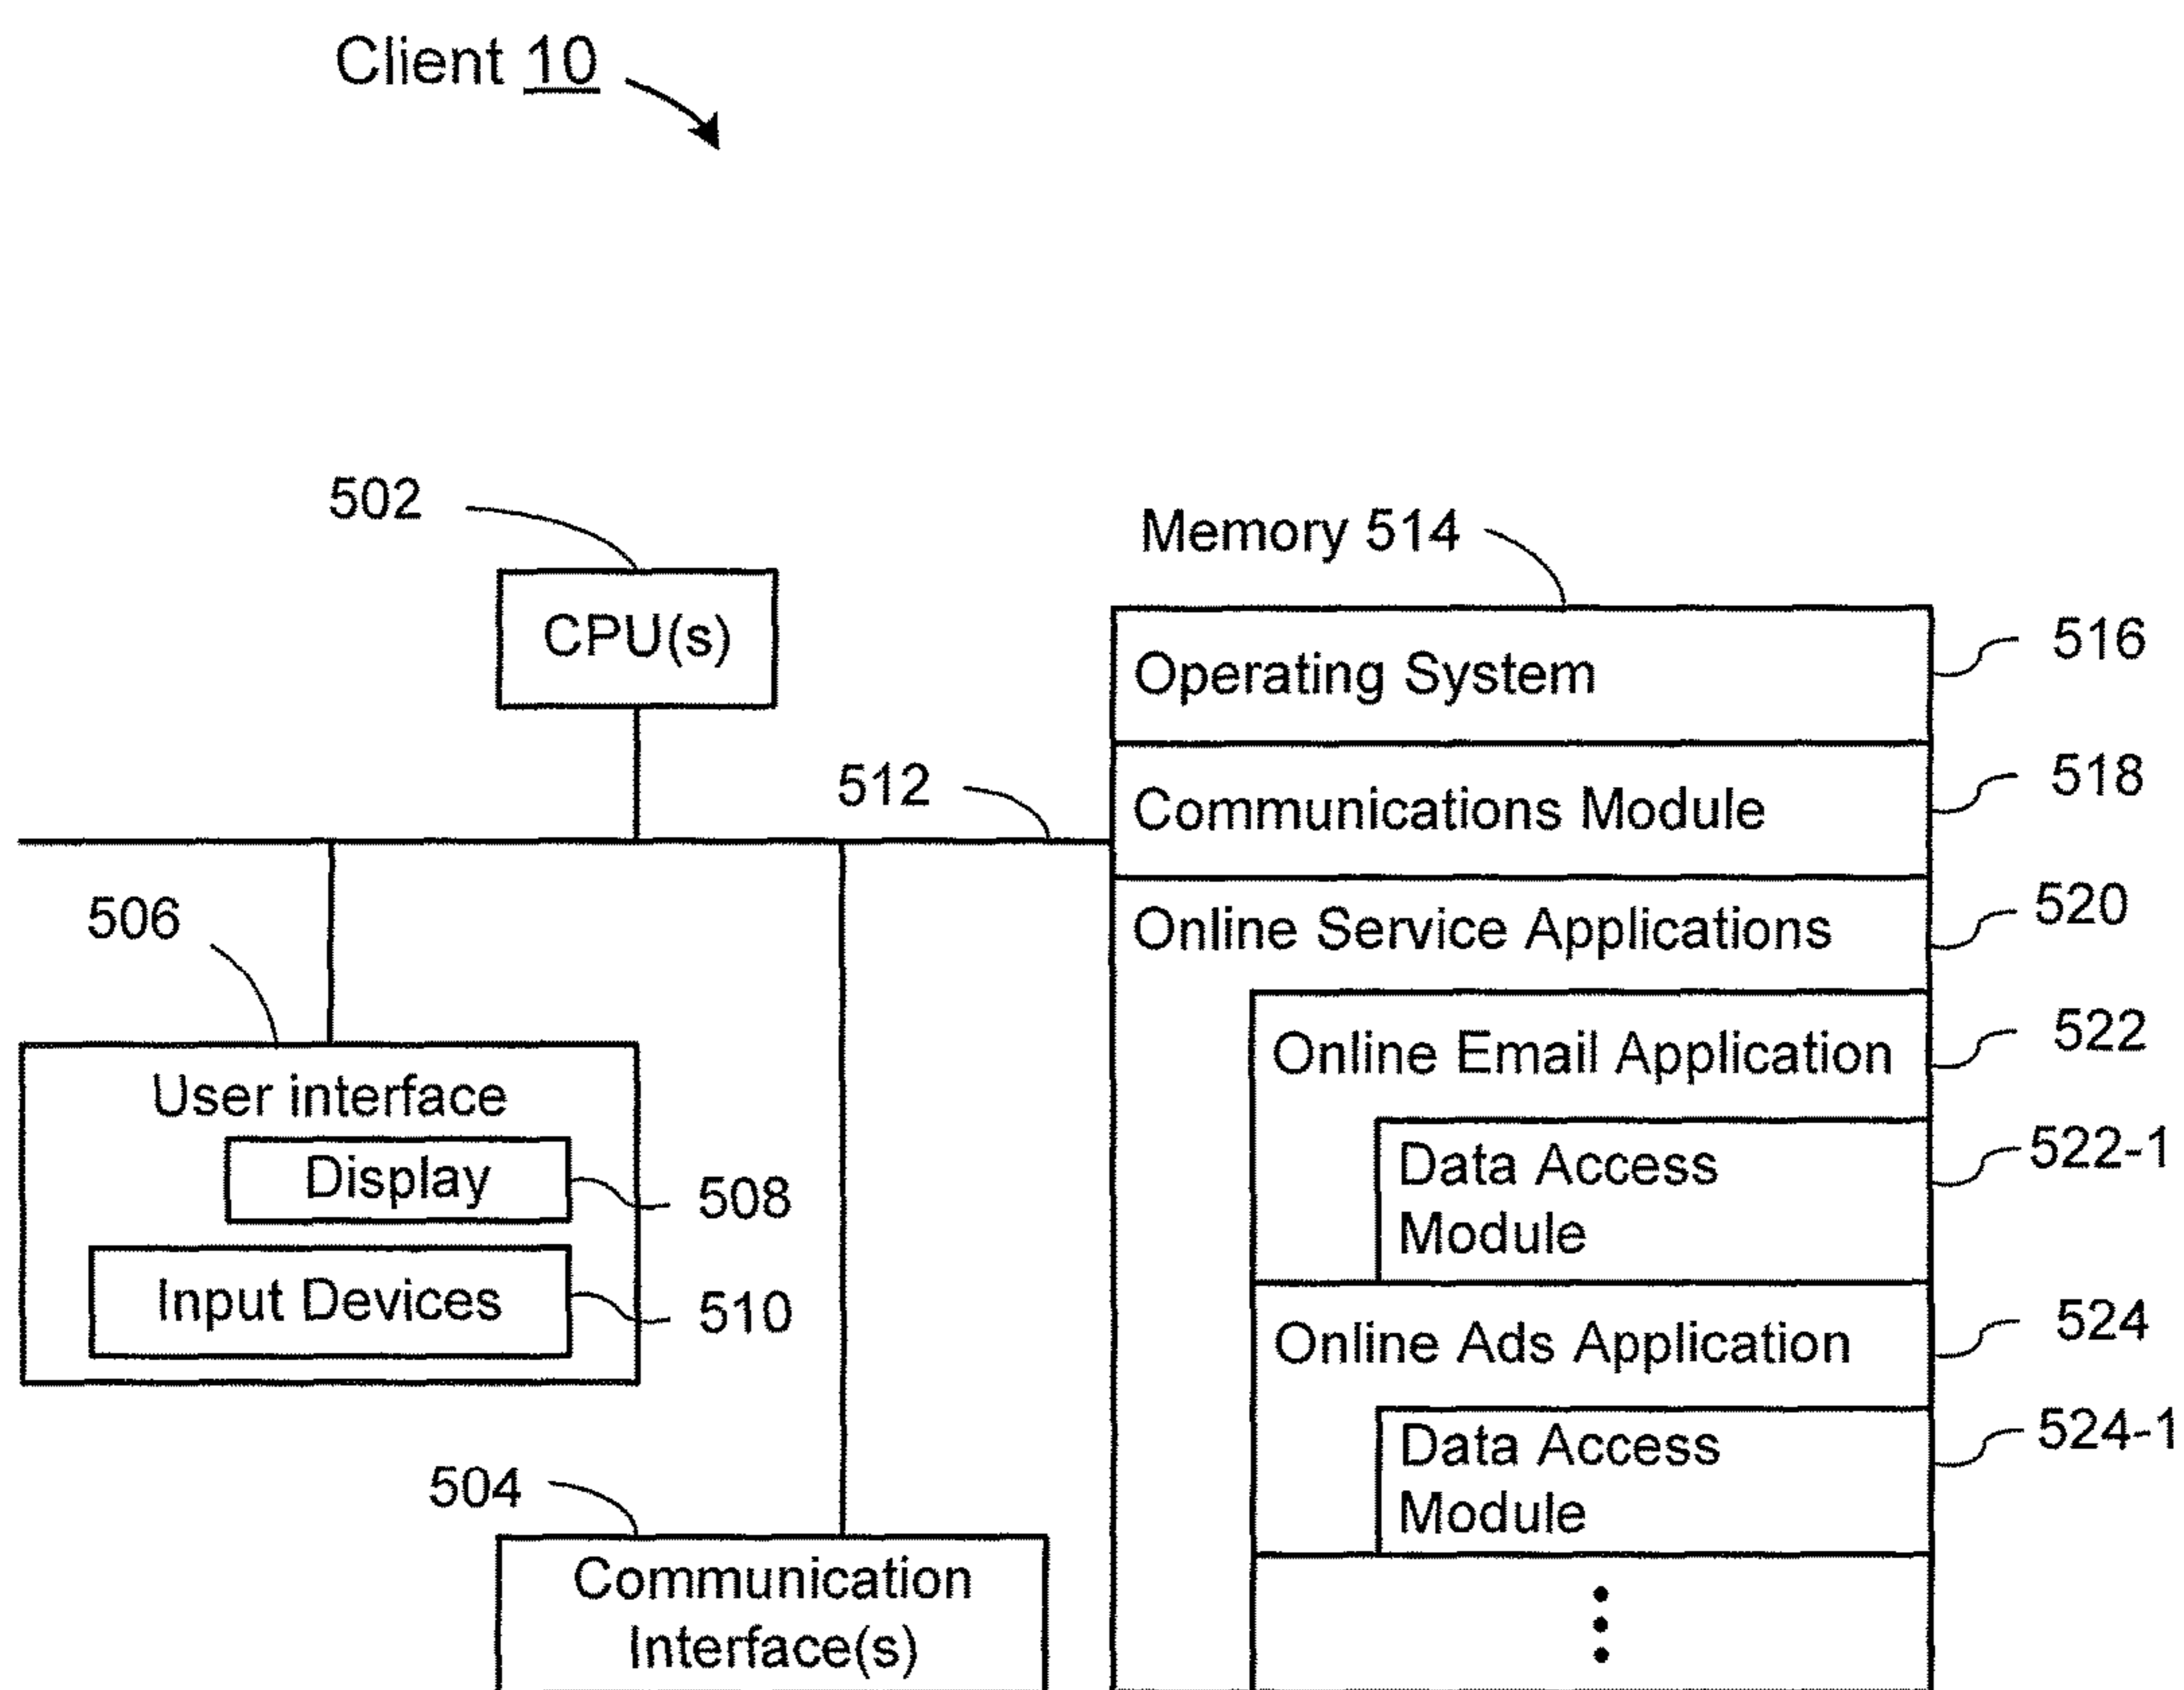 Client 10
502
CPU(s)
512
506
User interface
Display
508
Input Devices
510
504
Communication
Interface(s)
Memory 514
Operating System
516
Communications Module
518
Online Service Applications
520
Online Email Application
522
Data Access
Module
522-1
Online Ads Application
524
Data Access
Module
524-1